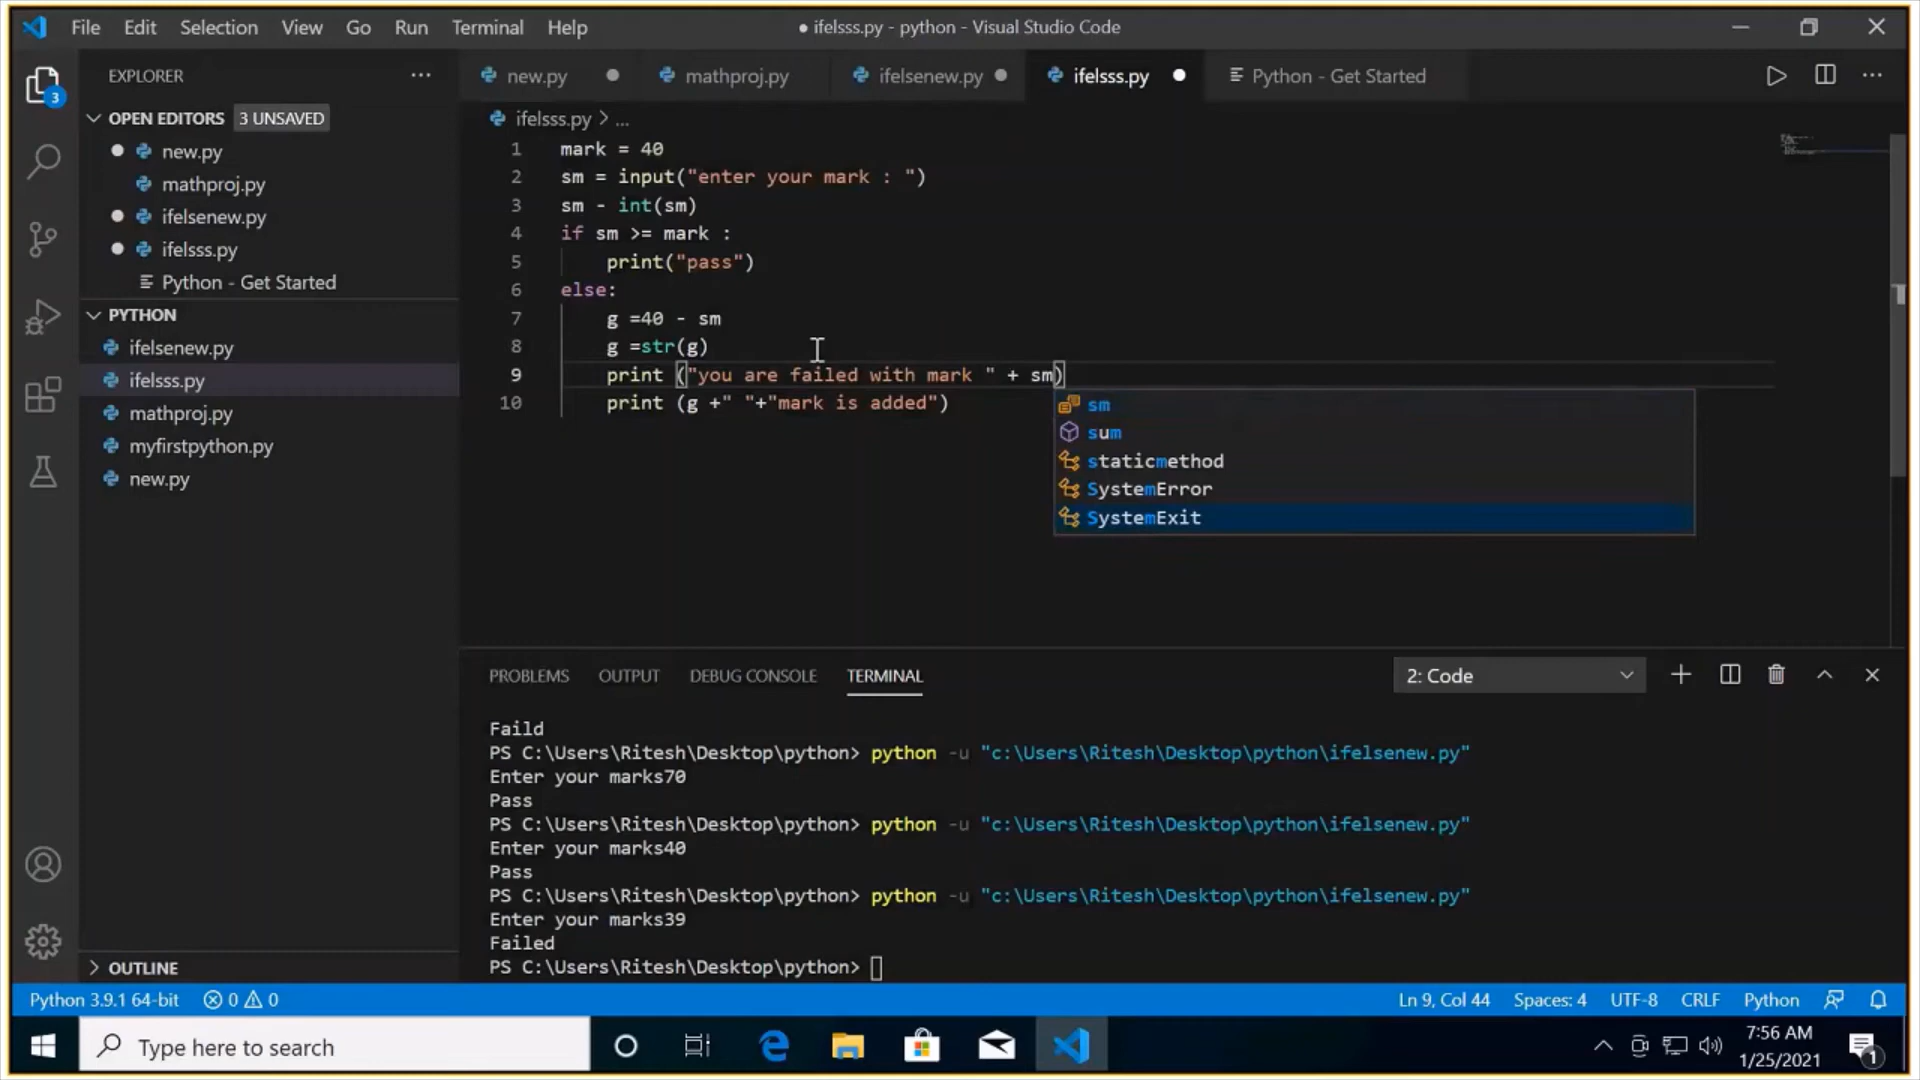 File Edit Selection View Go Run Terminal Help ● ifelsss.py - python - Visual Studio Code
EXPLORER ...
new.py mathproj.py ifelsenew.py ifelsss.py Python - Get Started ...
3
OPEN EDITORS 3 UNSAVED
new.py
mathproj.py
ifelsenew.py
ifelsss.py
Python - Get Started
PYTHON
ifelsenew.py
ifelsss.py
mathproj.py
myfirstpython.py
new.py
OUTLINE
ifelsss.py > ...
1 mark = 40
2 sm = input("enter your mark : ")
3 sm - int(sm)
4 if sm >= mark :
5 print("pass")
6 else:
7 g =40 - sm
8 g =str(g)
9 print ("you are failed with mark " + sm)
10 print (g +" "+"mark is added")
sm
sum
staticmethod
SystemError
SystemExit
PROBLEMS OUTPUT DEBUG CONSOLE TERMINAL 2: Code
Faild
PS C:\Users\Ritesh\Desktop\python> python -u "c:\Users\Ritesh\Desktop\python\ifelsenew.py"
Enter your marks70
Pass
PS C:\Users\Ritesh\Desktop\python> python -u "c:\Users\Ritesh\Desktop\python\ifelsenew.py"
Enter your marks40
Pass
PS C:\Users\Ritesh\Desktop\python> python -u "c:\Users\Ritesh\Desktop\python\ifelsenew.py"
Enter your marks39
Failed
PS C:\Users\Ritesh\Desktop\python>
Python 3.9.1 64-bit 0 0 Ln 9, Col 44 Spaces: 4 UTF-8 CRLF Python
Type here to search
7:56 AM
1/25/2021
1